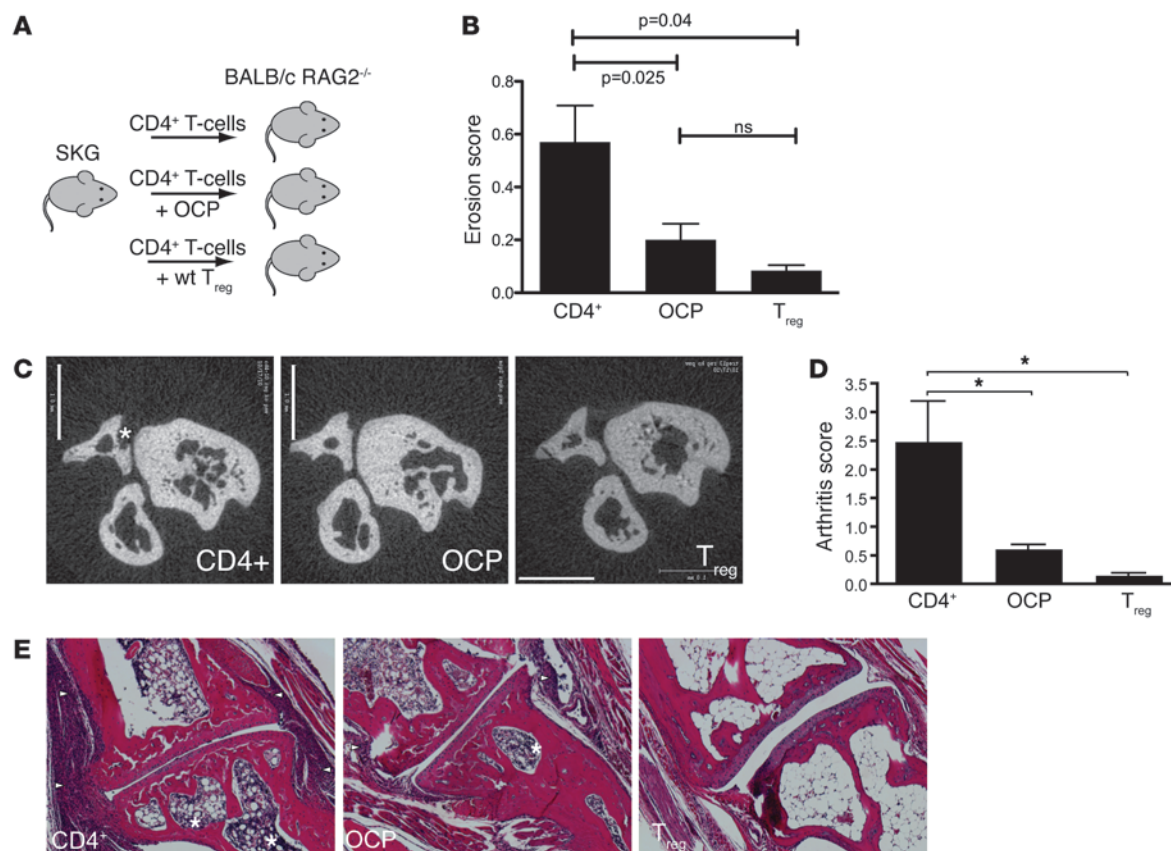 A
BALB/c RAG2-/-
SKG
CD4+ T-cells
CD4+ T-cells
+ OCP
CD4+ T-cells
+ wt Treg
B
p=0.04
p=0.025
ns
Erosion score
0.8
0.6
0.4
0.2
0.0
CD4+
OCP
Treg
C
*
CD4+
OCP
Treg
D
*
*
Arthritis score
3.5
3.0
2.5
2.0
1.5
1.0
0.5
0.0
CD4+
OCP
Treg
E
CD4+
*
*
OCP
*
Treg